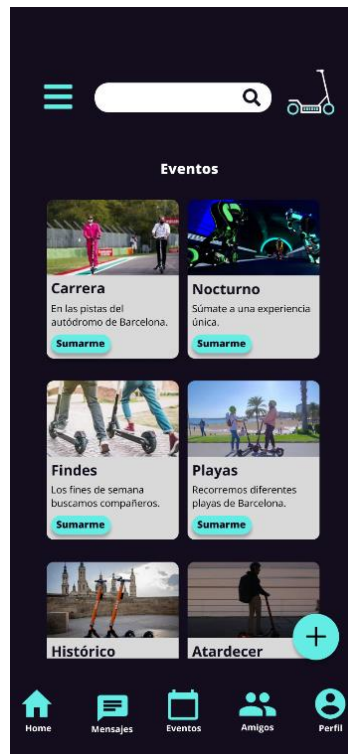 Eventos
Carrera
En las pistas del
autódromo de Barcelona.
Sumarme
Nocturno
Súmate a una experiencia
única.
Sumarme
Findes
Los fines de semana
buscamos compañeros.
Sumarme
Playas
Recorremos diferentes
playas de Barcelona.
Sumarme
Histórico
Atardecer
Home
Mensajes
Eventos
Amigos
Perfil